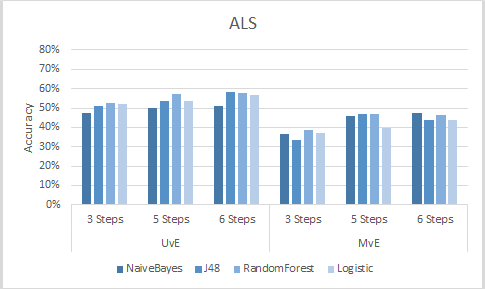 ALS
80%
70%
60%
50%
40%
30%
20%
10%
0%
Accuracy
3 Steps 5 Steps 6 Steps 3 Steps 5 Steps 6 Steps
UvE MvE
NaiveBayes J48 RandomForest Logistic